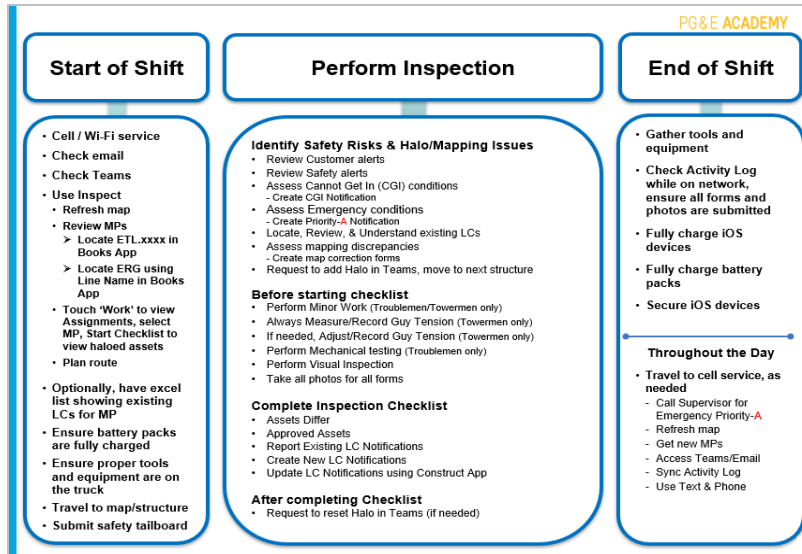 PG&E ACADEMY
Start of Shift
• Cell / Wi-Fi service
• Check email
• Check Teams
• Use Inspect
• Refresh map
• Review MPs
➢ Locate ETL.xxxx in
Books App
➢ Locate ERG using
Line Name in Books
App
• Touch ‘Work’ to view
Assignments, select
MP, Start Checklist to
view haloed assets
• Plan route
• Optionally, have excel
list showing existing
LCs for MP
• Ensure battery packs
are fully charged
• Ensure proper tools
and equipment are on
the truck
• Travel to map/structure
• Submit safety tailboard
Perform Inspection
Identify Safety Risks & Halo/Mapping Issues
• Review Customer alerts
• Review Safety alerts
• Assess Cannot Get In (CGI) conditions
- Create CGI Notification
• Assess Emergency conditions
- Create Priority-A Notification
• Locate, Review, & Understand existing LCs
• Assess mapping discrepancies
- Create map correction forms
• Request to add Halo in Teams, move to next structure
Before starting checklist
• Perform Minor Work (Troublemen/Towermen only)
• Always Measure/Record Guy Tension (Towermen only)
• If needed, Adjust/Record Guy Tension (Towermen only)
• Perform Mechanical testing (Troublemen only)
• Perform Visual Inspection
• Take all photos for all forms
Complete Inspection Checklist
• Assets Differ
• Approved Assets
• Report Existing LC Notifications
• Create New LC Notifications
• Update LC Notifications using Construct App
After completing Checklist
• Request to reset Halo in Teams (if needed)
End of Shift
• Gather tools and
equipment
• Check Activity Log
while on network,
ensure all forms and
photos are submitted
• Fully charge iOS
devices
• Fully charge battery
packs
• Secure iOS devices
Throughout the Day
• Travel to cell service, as
needed
- Call Supervisor for
Emergency Priority-A
- Refresh map
- Get new MPs
- Access Teams/Email
- Sync Activity Log
- Use Text & Phone